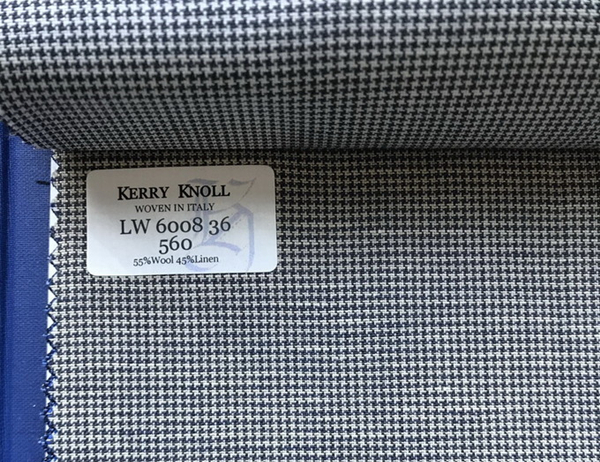 KERRY KNOLL
WOVEN IN ITALY
LW 6008 36
560
55%Wool 45%Linen